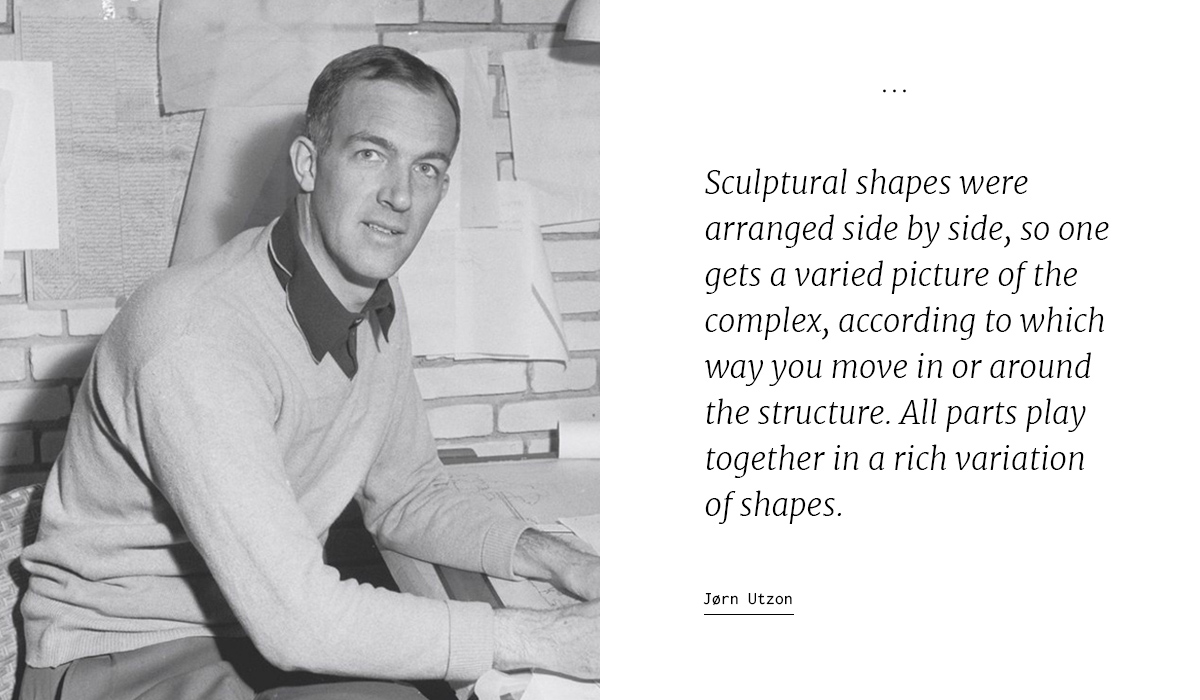 ...
Sculptural shapes were
arranged side by side, so one
gets a varied picture of the
complex, according to which
way you move in or around
the structure. All parts play
together in a rich variation
of shapes.
Jørn Utzon